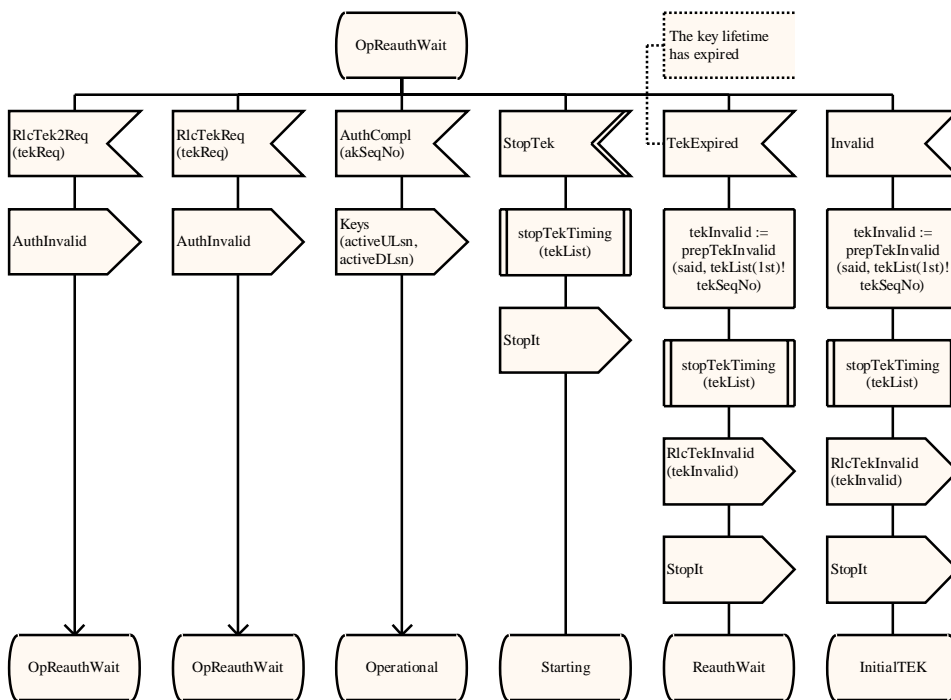 OpReauthWait
The key lifetime
has expired
RlcTek2Req
(tekReq)
RlcTekReq
(tekReq)
AuthCompl
(akSeqNo)
StopTek
TekExpired
Invalid
AuthInvalid
AuthInvalid
Keys
(activeULsn,
activeDLsn)
stopTekTiming
(tekList)
tekInvalid :=
prepTekInvalid
(said, tekList(1st)!
tekSeqNo)
tekInvalid :=
prepTekInvalid
(said, tekList(1st)!
tekSeqNo)
StopIt
stopTekTiming
(tekList)
stopTekTiming
(tekList)
RlcTekInvalid
(tekInvalid)
RlcTekInvalid
(tekInvalid)
StopIt
StopIt
OpReauthWait
OpReauthWait
Operational
Starting
ReauthWait
InitialTEK